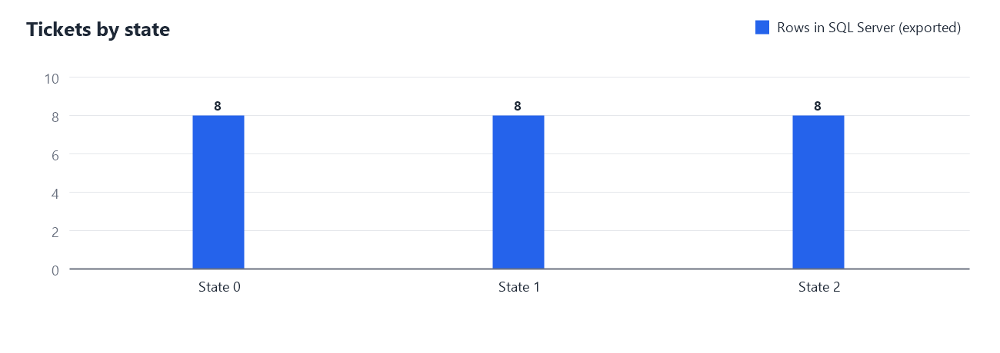 Tickets by state
Rows in SQL Server (exported)
10
8
6
4
2
0
8
8
8
State 0
State 1
State 2